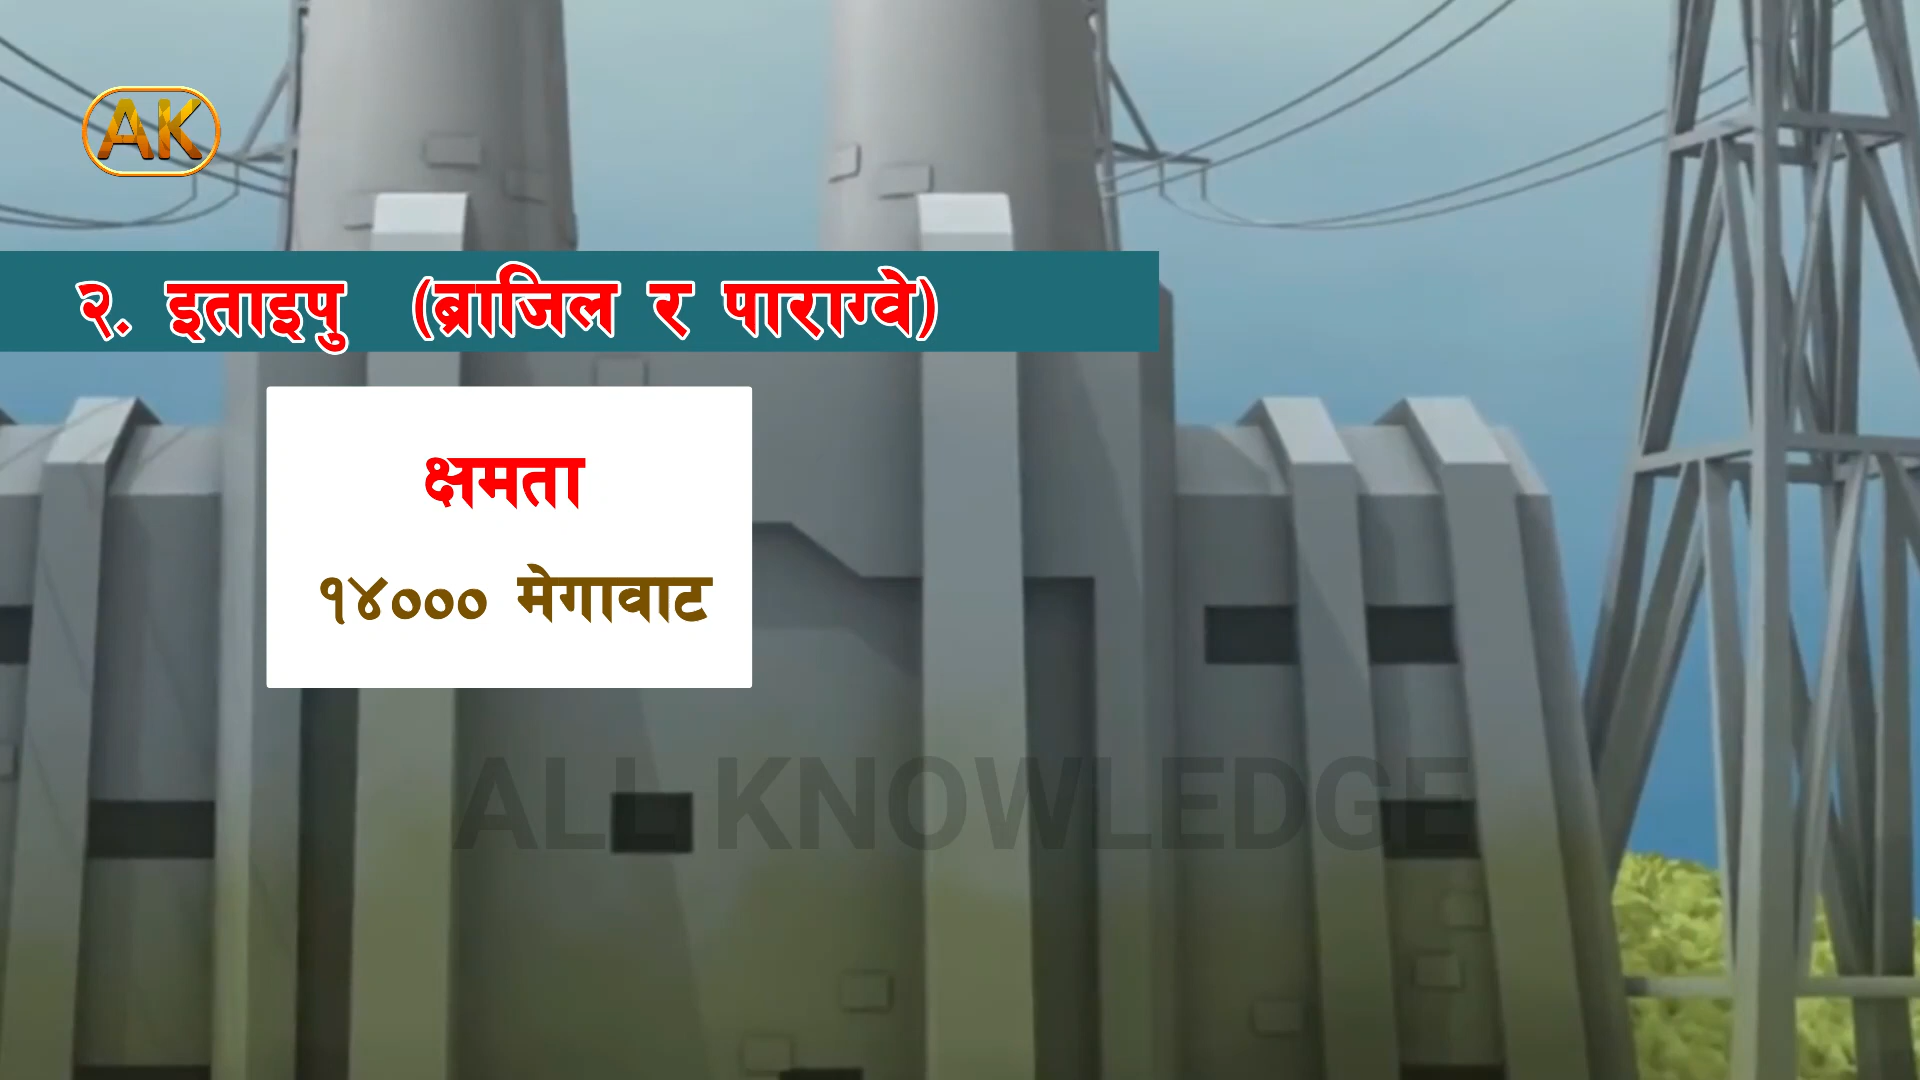 AK
२. इताइपु (ब्राजिल र पाराग्वे)
क्षमता
१४००० मेगावाट
ALL KNOWLEDGE